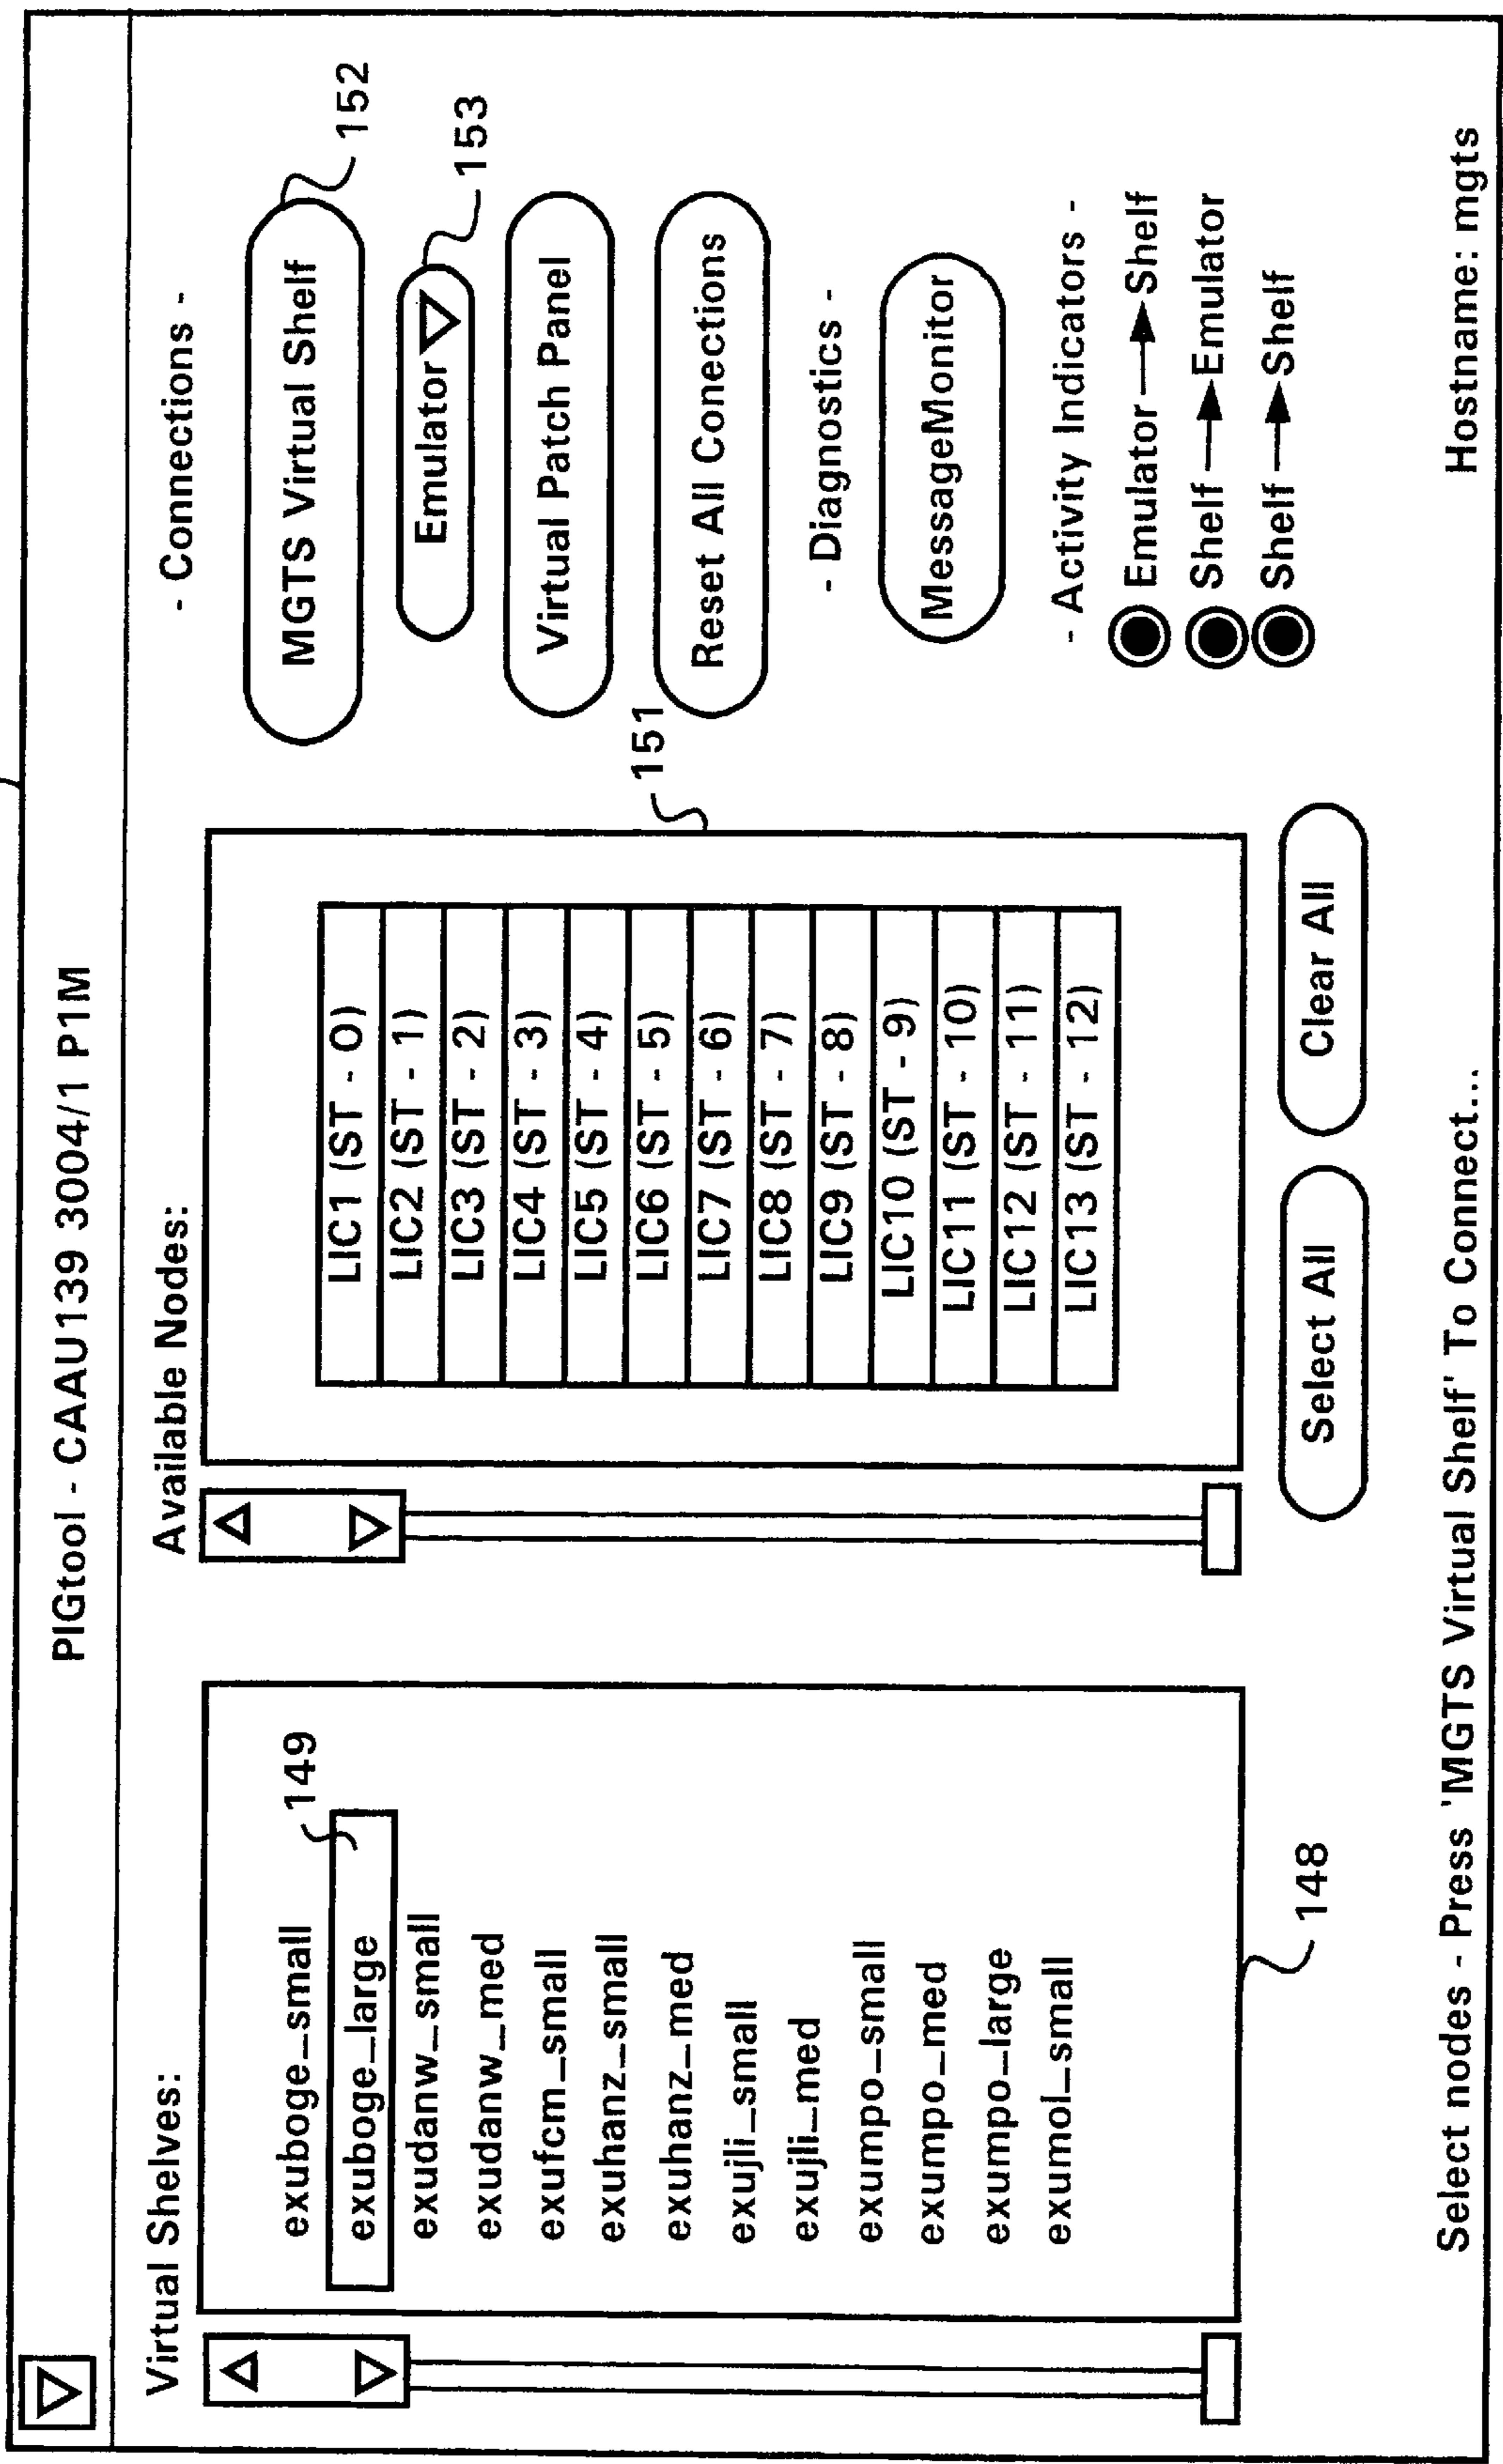 PIGtool - CAAU139 3004/1 P1M
Virtual Shelves:
exuboge_small
149
exuboge_large
exudanw_small
exudanw_med
exufcm_small
exuhanz_small
exuhanz_med
exujli_small
exujli_med
exumpo_small
exumpo_med
exumpo_large
exumol_small
148
Available Nodes:
LIC1 (ST - 0)
LIC2 (ST - 1)
LIC3 (ST - 2)
LIC4 (ST - 3)
LIC5 (ST - 4)
LIC6 (ST - 5)
LIC7 (ST - 6)
LIC8 (ST - 7)
LIC9 (ST - 8)
LIC10 (ST - 9)
LIC11 (ST - 10)
LIC12 (ST - 11)
LIC13 (ST - 12)
151
Select All
Clear All
- Connections -
MGTS Virtual Shelf
152
Emulator
153
Virtual Patch Panel
Reset All Conections
- Diagnostics -
MessageMonitor
- Activity Indicators -
Emulator Shelf
Shelf Emulator
Shelf Shelf
Select nodes - Press 'MGTS Virtual Shelf' To Connect...
Hostname: mgts